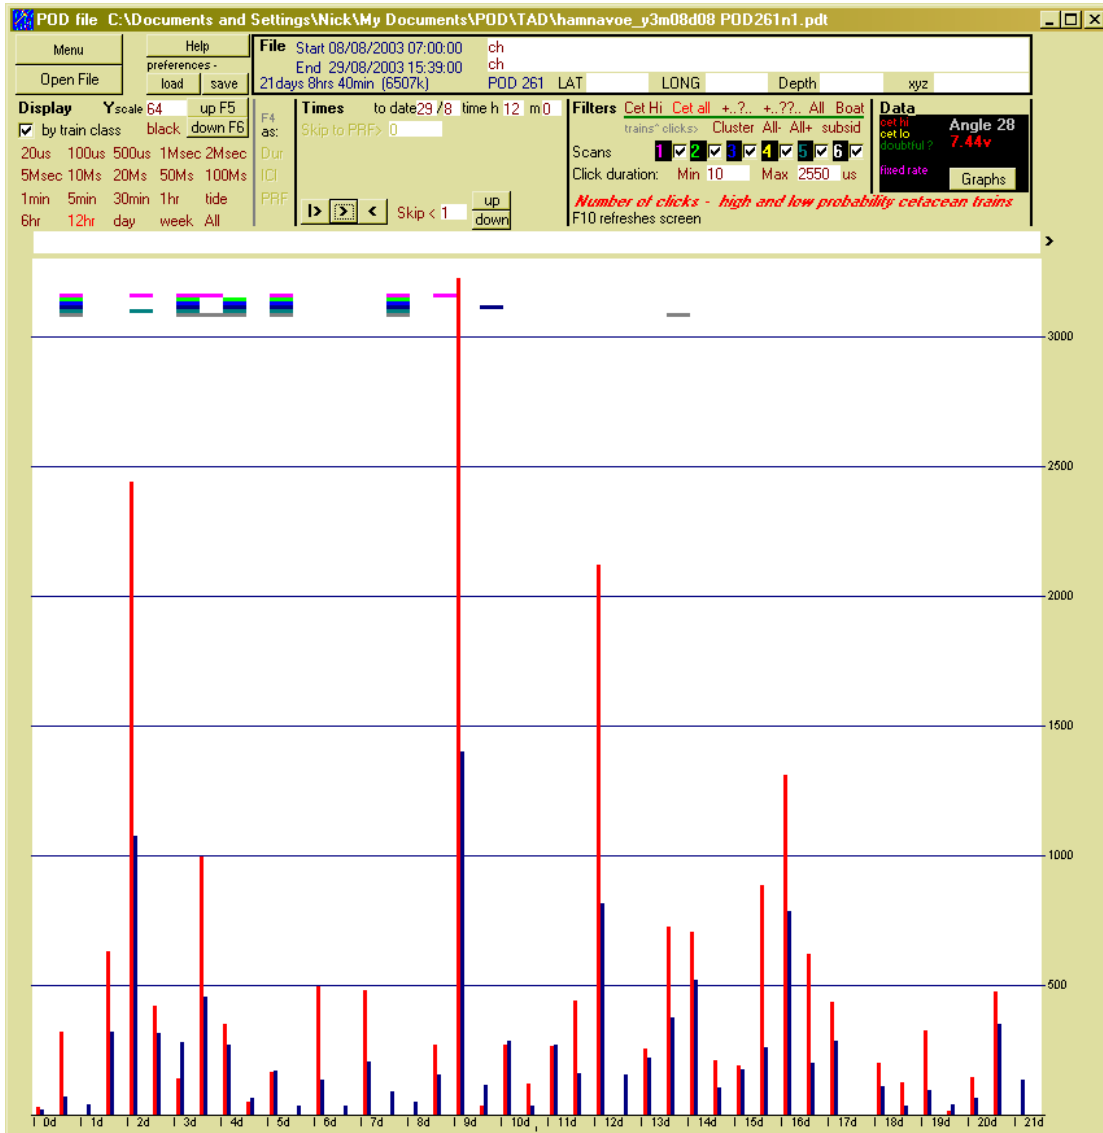 POD file  C:\Documents and Settings\Nick\My Documents\POD\TAD\hamnavoe_y3m08d08 POD261n1.pdt
Menu
Open File
Help
preferences -
load save
File Start 08/08/2003 07:00:00 ch
End 29/08/2003 15:39:00 ch
21days 8hrs 40min (6507k) POD 261 LAT LONG Depth xyz
Display Yscale 64 up F5
by train class black down F6
20us 100us 500us 1Msec 2Msec
5Msec 10Ms 20Ms 50Ms 100Ms
1min 5min 30min 1hr tide
6hr 12hr day week All
F4
as:
Dur
ICI
PRF
Times to date 29 /8 time h 12 m 0
Skip to PRF> 0
|> > < Skip < 1 up
down
Filters Cet Hi Cet all +..?.. +..??.. All Boat
trains^ clicks> Cluster All- All+ subsid
Scans 1 2 3 4 5 6
Click duration: Min 10 Max 2550 us
Number of clicks - high and low probability cetacean trains
F10 refreshes screen
Data
cet hi
cet lo
doubtful ?
fixed rate
Angle 28
7.44v
Graphs
>
3000
2500
2000
1500
1000
500
0d 1d 2d 3d 4d 5d 6d 7d 8d 9d 10d 11d 12d 13d 14d 15d 16d 17d 18d 19d 20d 21d